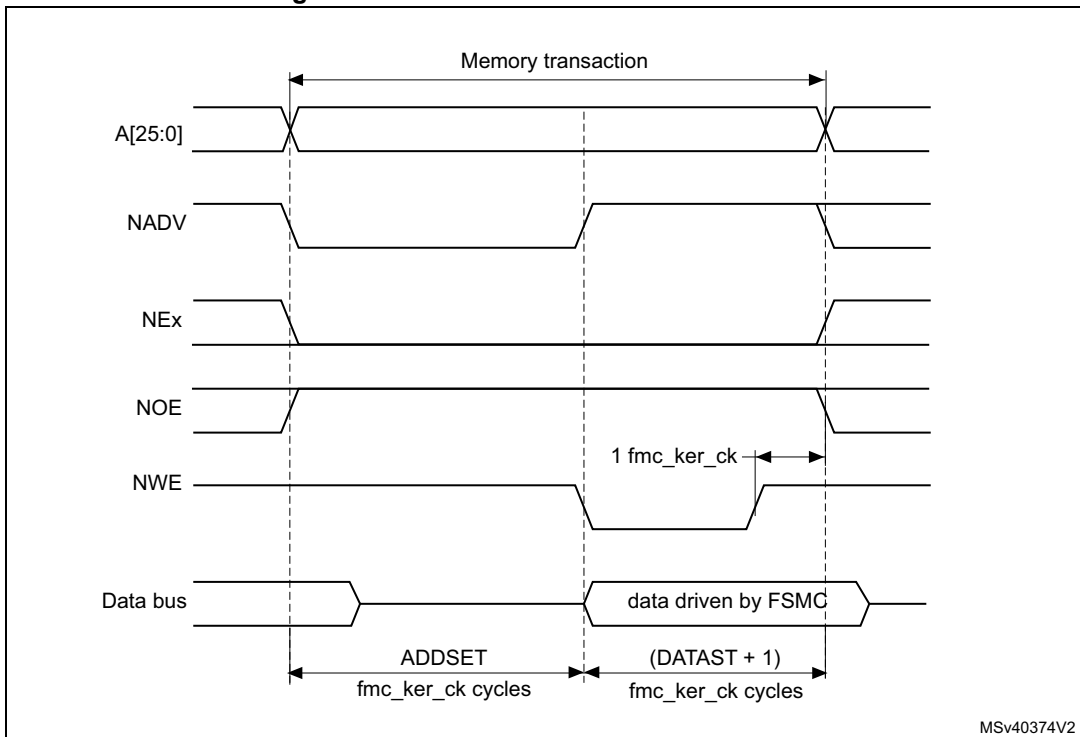 Memory transaction
A[25:0]
NADV
NEx
NOE
1 fmc_ker_ck
NWE
Data bus
data driven by FSMC
ADDSET
(DATAST + 1)
fmc_ker_ck cycles
fmc_ker_ck cycles
MSv40374V2